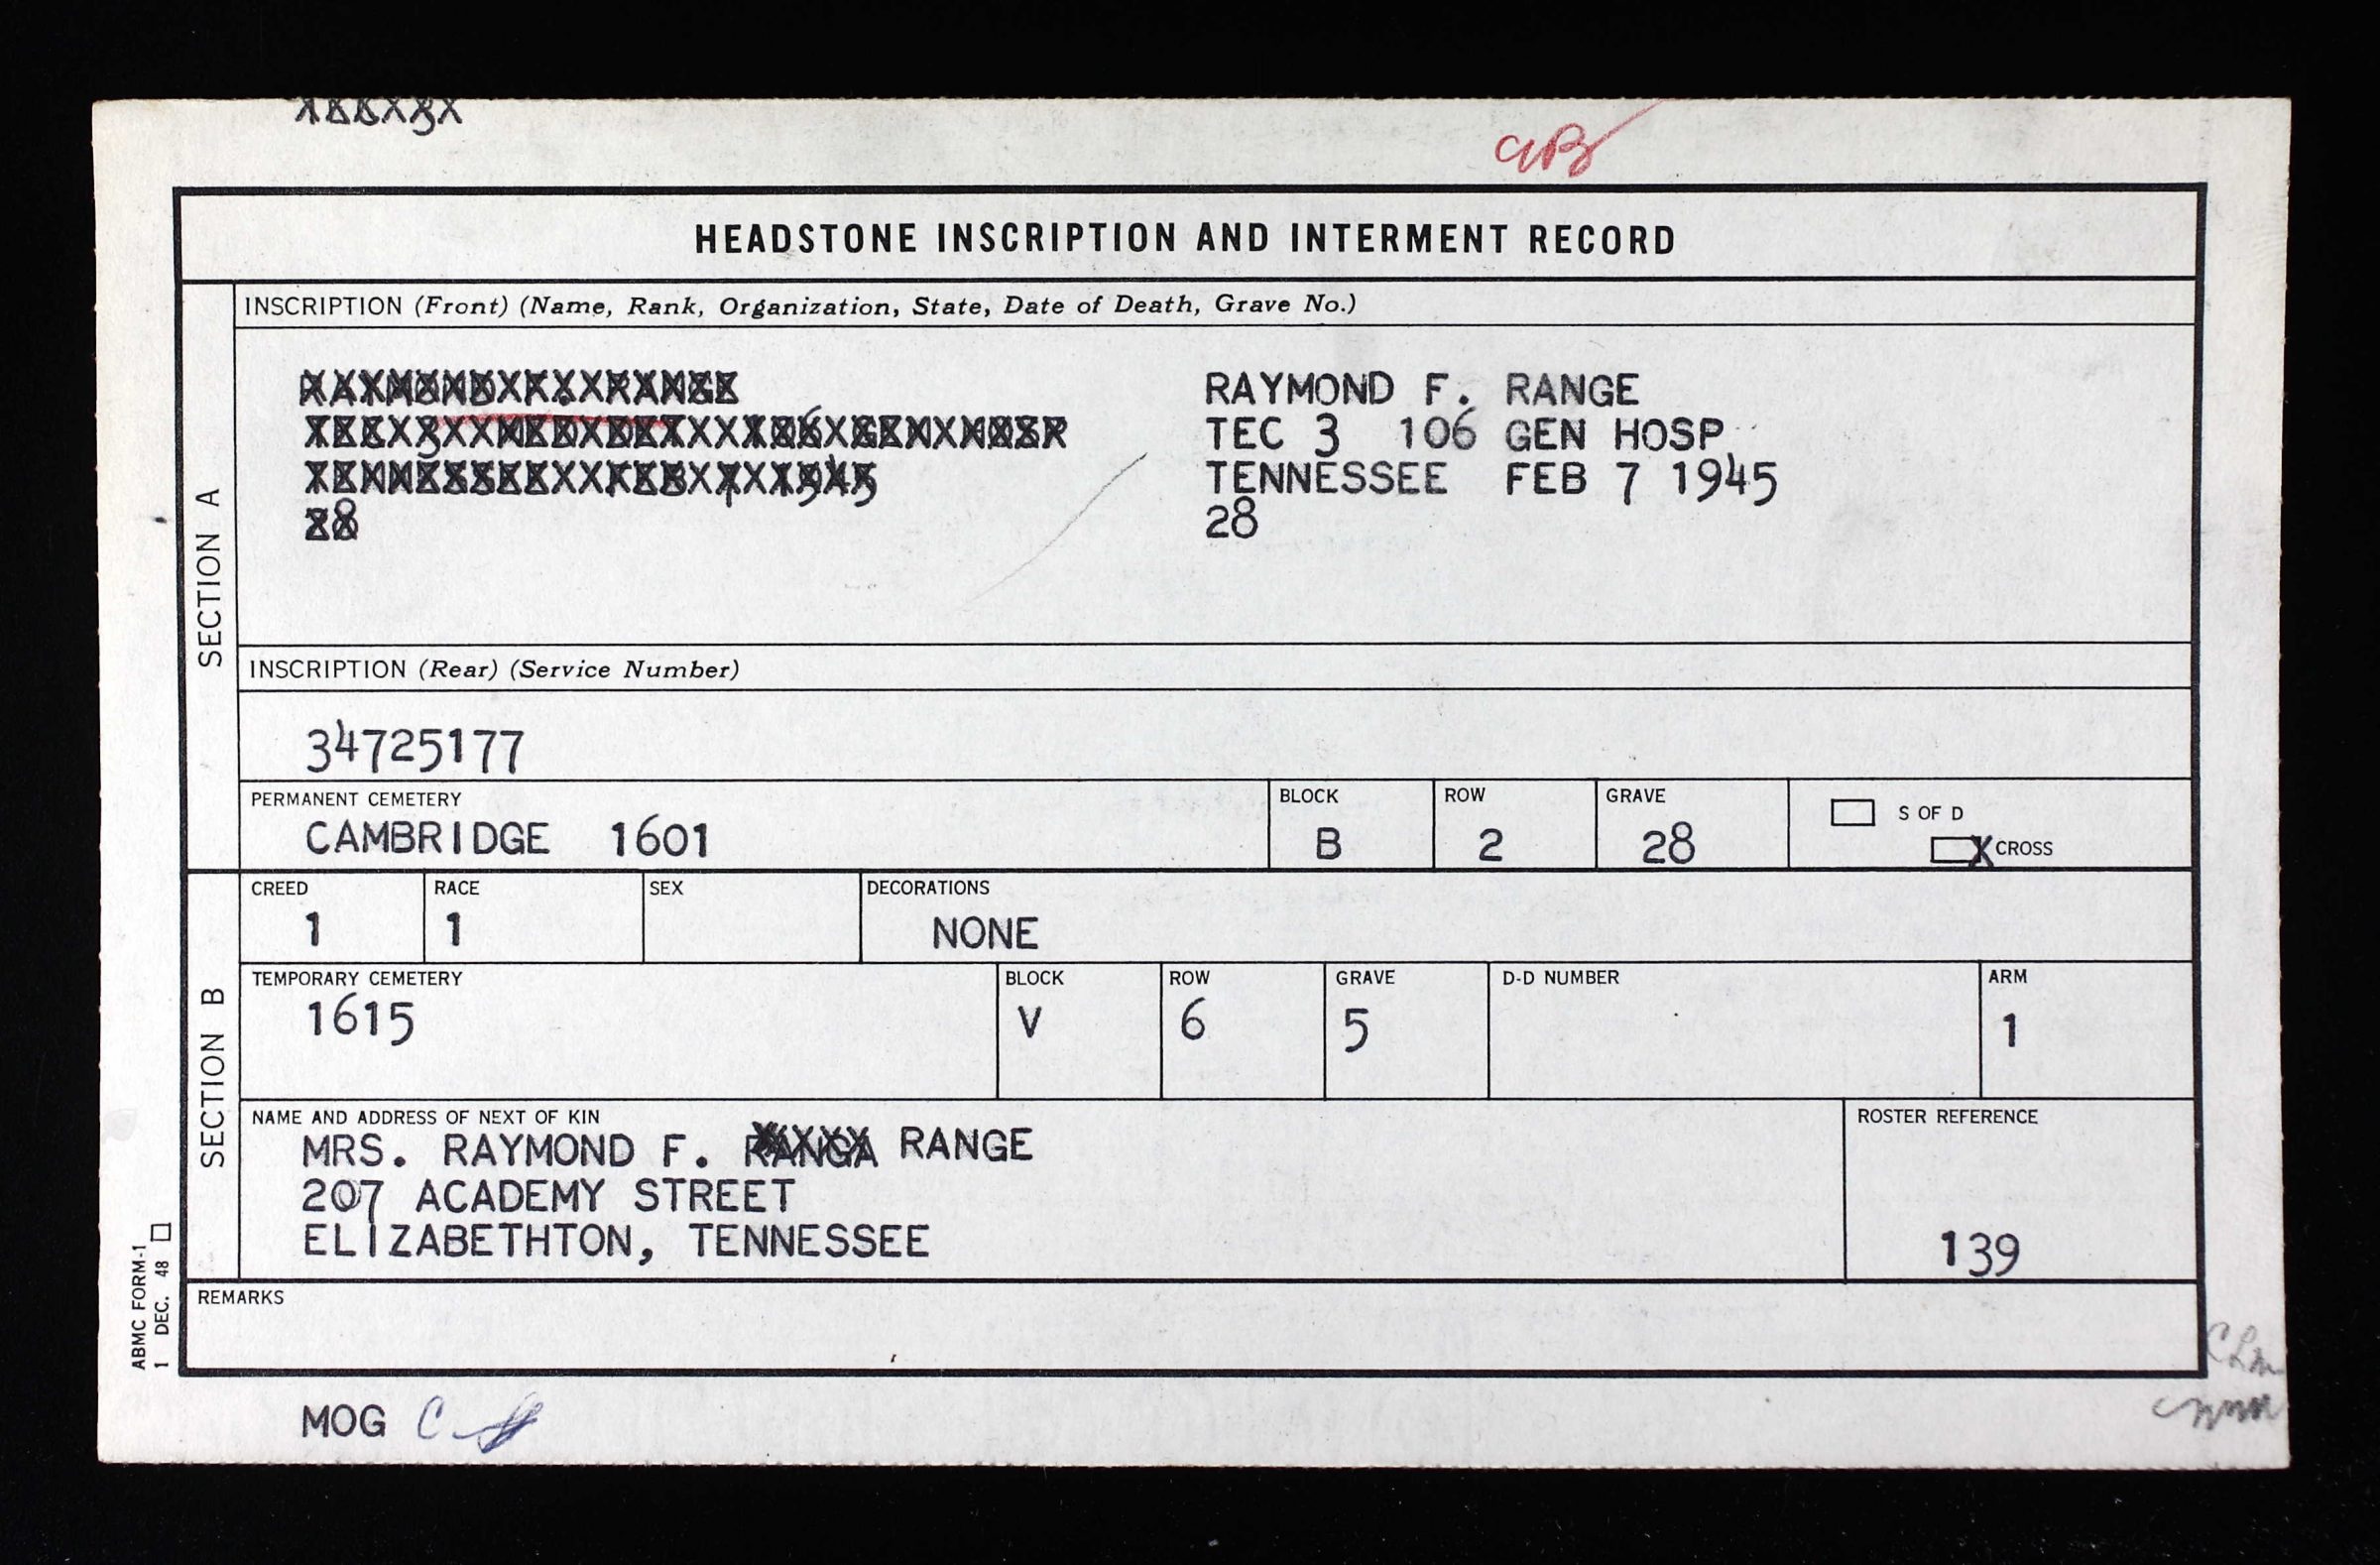 HEADSTONE INSCRIPTION AND INTERMENT RECORD
SECTION A
INSCRIPTION (Front) (Name, Rank, Organization, State, Date of Death, Grave No.)
RAYMOND F. RANGE
TEC 3 106 GEN HOSP
TENNESSEE FEB 7 1945
28
INSCRIPTION (Rear) (Service Number)
34725177
PERMANENT CEMETERY
CAMBRIDGE 1601
BLOCK
B
ROW
2
GRAVE
28
S OF D
X CROSS
SECTION B
CREED
1
RACE
1
SEX
DECORATIONS
NONE
TEMPORARY CEMETERY
1615
BLOCK
V
ROW
6
GRAVE
5
D-D NUMBER
ARM
1
NAME AND ADDRESS OF NEXT OF KIN
MRS. RAYMOND F. RANGA RANGE
207 ACADEMY STREET
ELIZABETHTON, TENNESSEE
ROSTER REFERENCE
139
REMARKS
ABMC FORM-1
1 DEC. 48
MOG